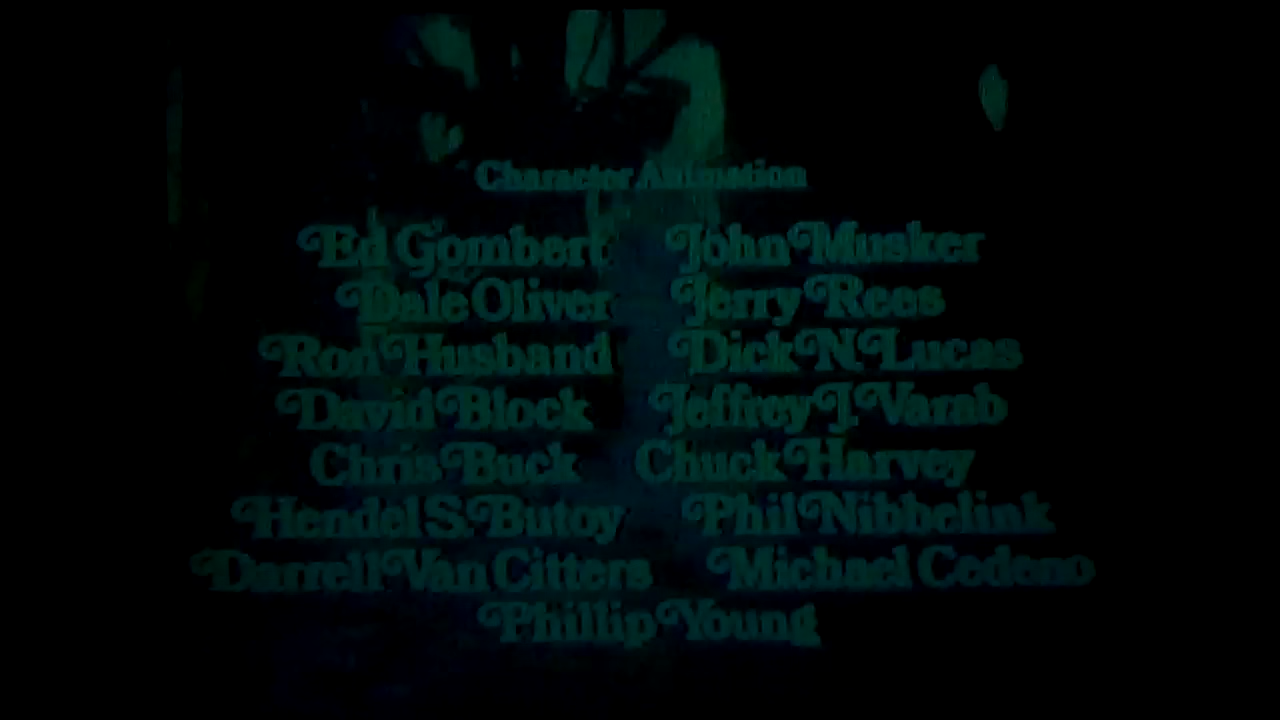 Character Animation
Ed Gombert John Musker
Dale Oliver Jerry Rees
Ron Husband Dick N. Lucas
David Block Jeffrey J. Varab
Chris Buck Chuck Harvey
Hendel S. Butoy Phil Nibbelink
Darrell Van Citters Michael Cedeno
Phillip Young